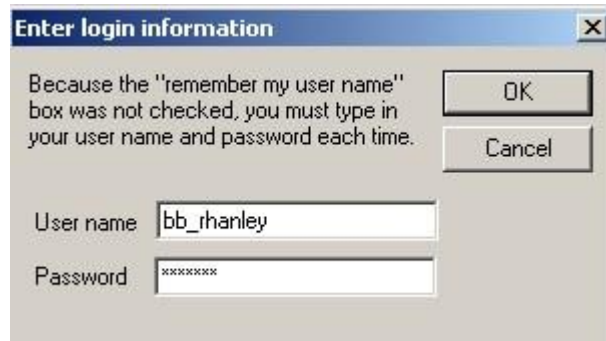 Enter login information
Because the "remember my user name"
box was not checked, you must type in
your user name and password each time.
OK
Cancel
User name bb_rhanley
Password *******